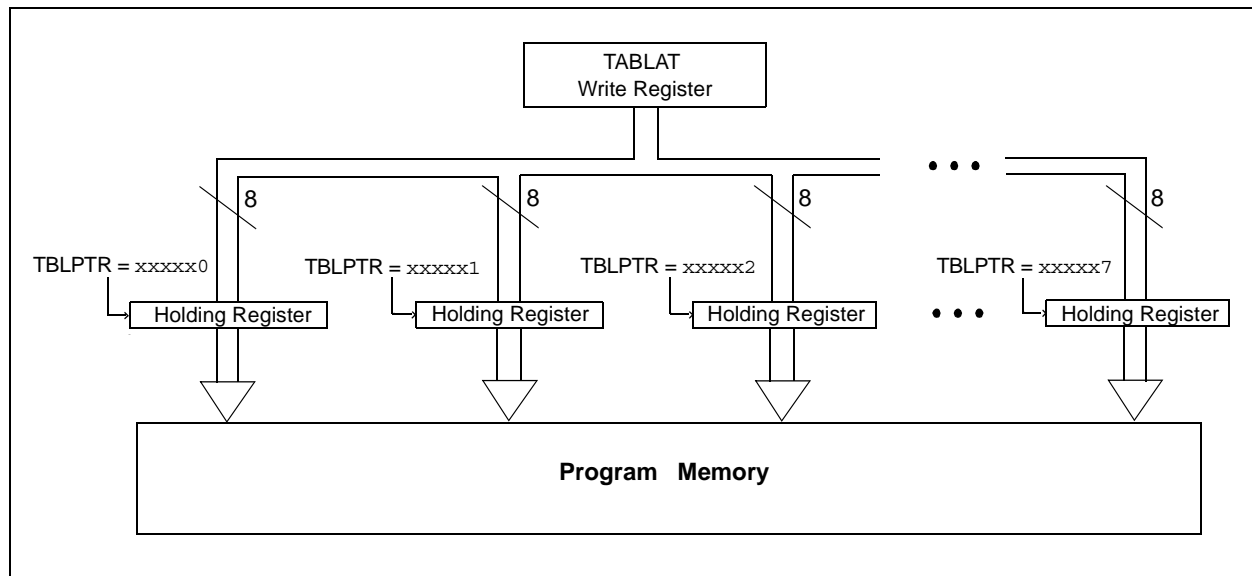 TABLAT
Write Register
8
8
8
8
TBLPTR = xxxxx0
TBLPTR = xxxxx1
TBLPTR = xxxxx2
TBLPTR = xxxxx7
Holding Register
Holding Register
Holding Register
Holding Register
Program Memory